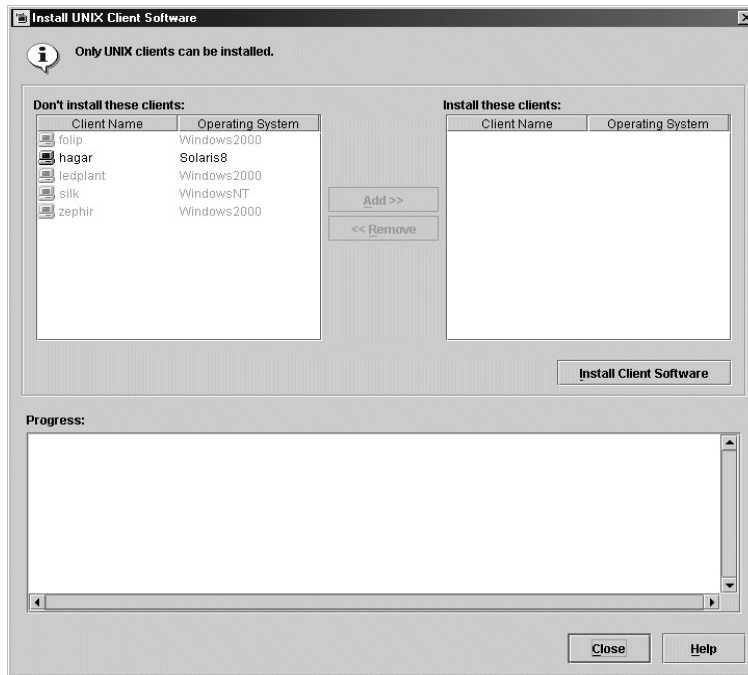 Install UNIX Client Software
Only UNIX clients can be installed.
Don't install these clients:
Client Name Operating System
folip Windows2000
hagar Solaris8
ledplant Windows2000
silk WindowsNT
zephir Windows2000
Add >>
<< Remove
Install these clients:
Client Name Operating System
Install Client Software
Progress:
Close Help